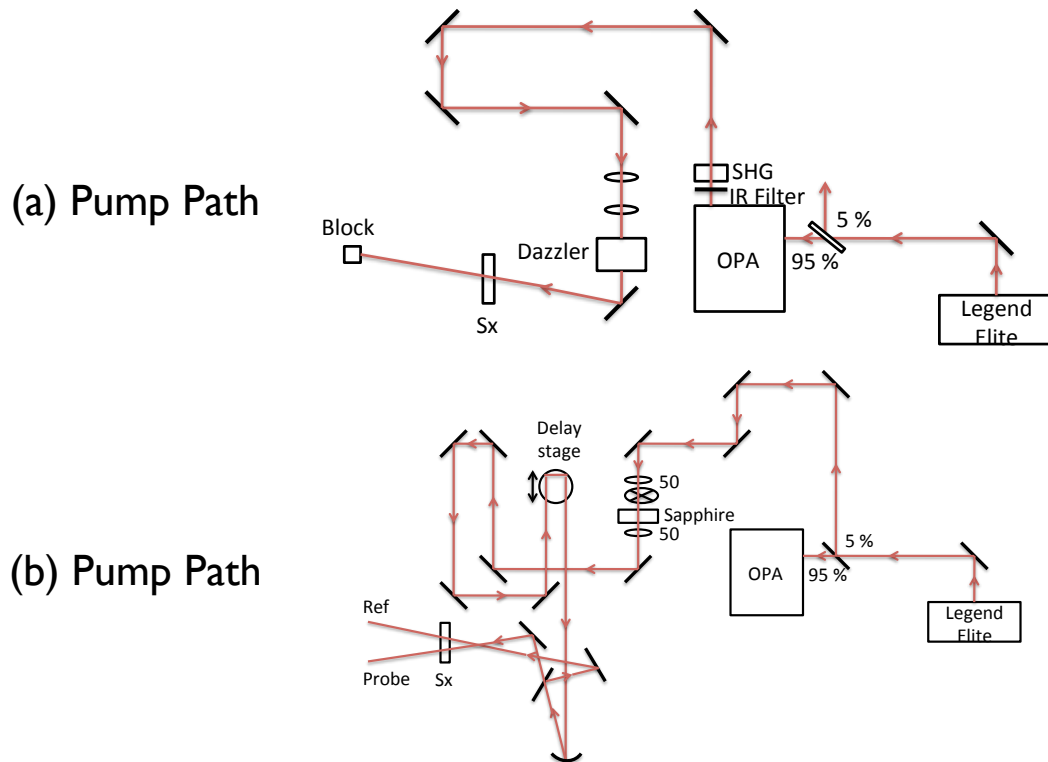 (a) Pump Path
SHG
IR Filter
5 %
Block
Dazzler
OPA
95 %
Sx
Legend
Elite
(b) Pump Path
Delay
stage
50
Sapphire
50
5 %
OPA
95 %
Ref
Legend
Elite
Probe
Sx